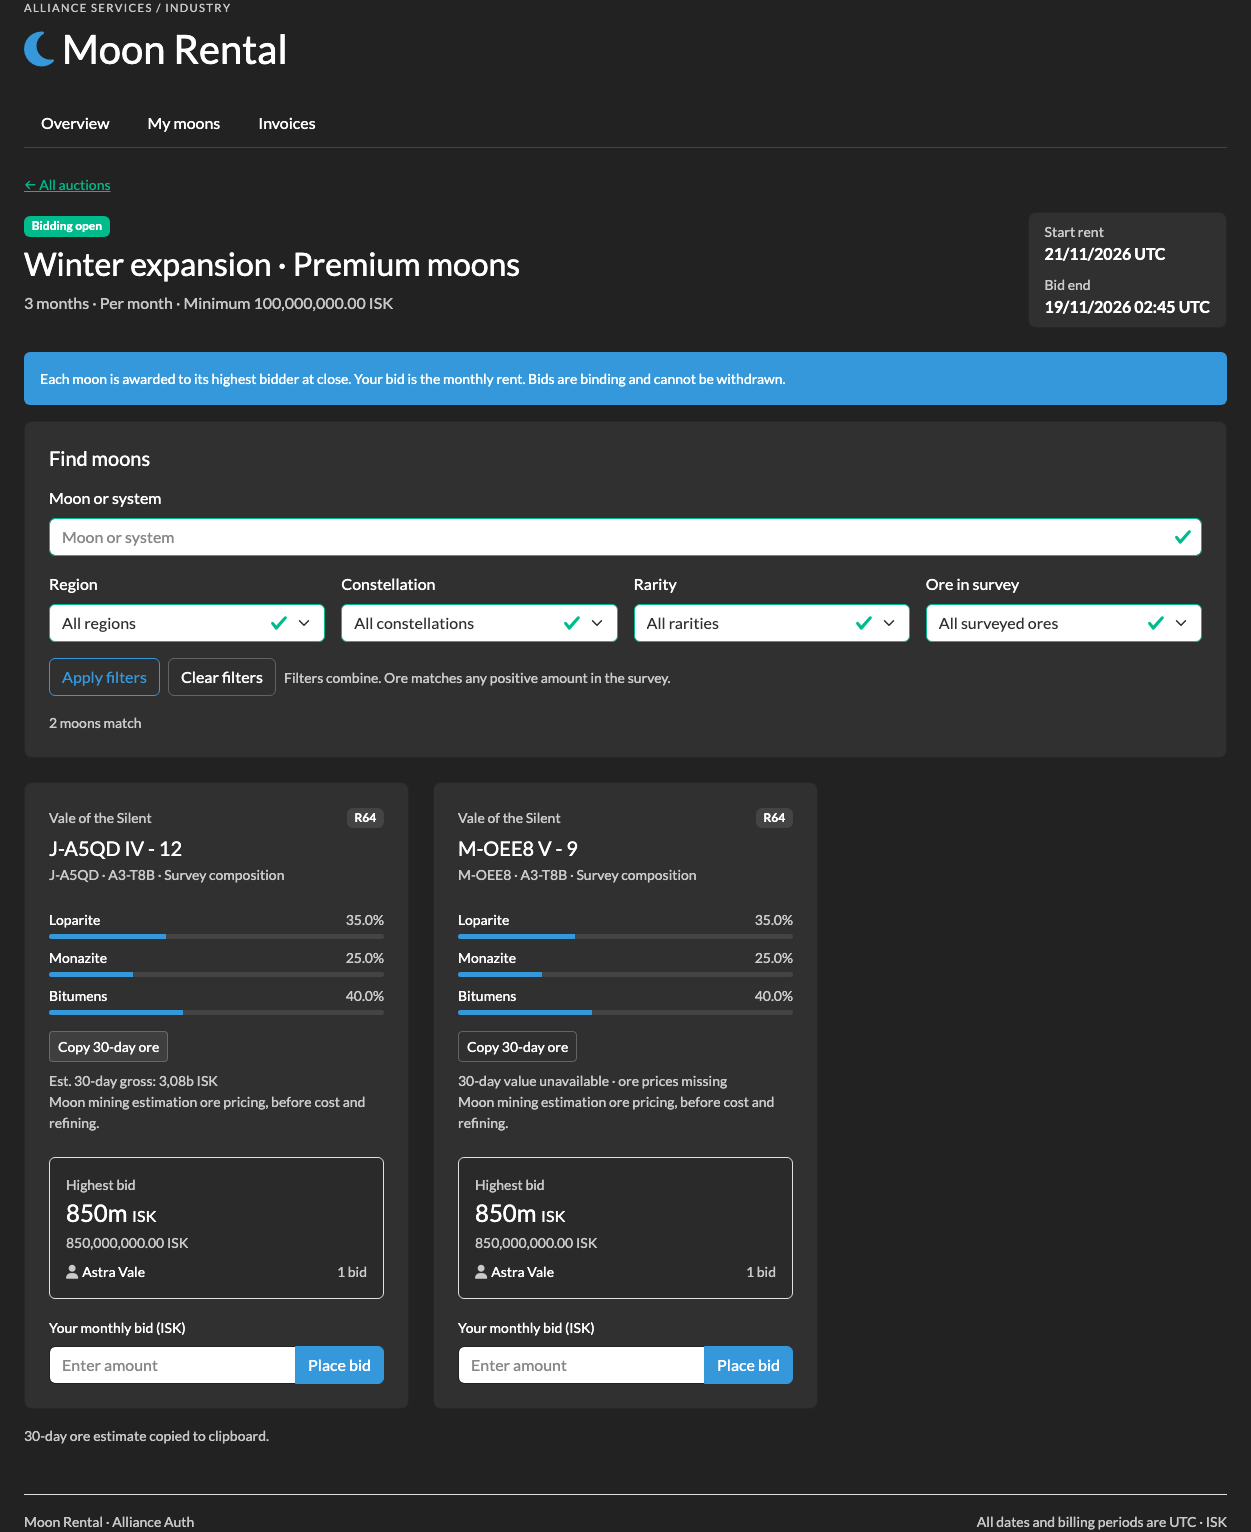 ALLIANCE SERVICES / INDUSTRY
Moon Rental
Overview My moons Invoices
← All auctions
Bidding open
Winter expansion · Premium moons
3 months · Per month · Minimum 100,000,000.00 ISK
Start rent
21/11/2026 UTC
Bid end
19/11/2026 02:45 UTC
Each moon is awarded to its highest bidder at close. Your bid is the monthly rent. Bids are binding and cannot be withdrawn.
Find moons
Moon or system
Moon or system
Region Constellation Rarity Ore in survey
All regions All constellations All rarities All surveyed ores
Apply filters Clear filters Filters combine. Ore matches any positive amount in the survey.
2 moons match
Vale of the Silent R64
J-A5QD IV - 12
J-A5QD · A3-T8B · Survey composition
Loparite 35.0%
Monazite 25.0%
Bitumens 40.0%
Copy 30-day ore
Est. 30-day gross: 3,08b ISK
Moon mining estimation ore pricing, before cost and
refining.
Highest bid
850m ISK
850,000,000.00 ISK
Astra Vale 1 bid
Your monthly bid (ISK)
Enter amount Place bid
Vale of the Silent R64
M-OEE8 V - 9
M-OEE8 · A3-T8B · Survey composition
Loparite 35.0%
Monazite 25.0%
Bitumens 40.0%
Copy 30-day ore
30-day value unavailable · ore prices missing
Moon mining estimation ore pricing, before cost and
refining.
Highest bid
850m ISK
850,000,000.00 ISK
Astra Vale 1 bid
Your monthly bid (ISK)
Enter amount Place bid
30-day ore estimate copied to clipboard.
Moon Rental · Alliance Auth All dates and billing periods are UTC · ISK